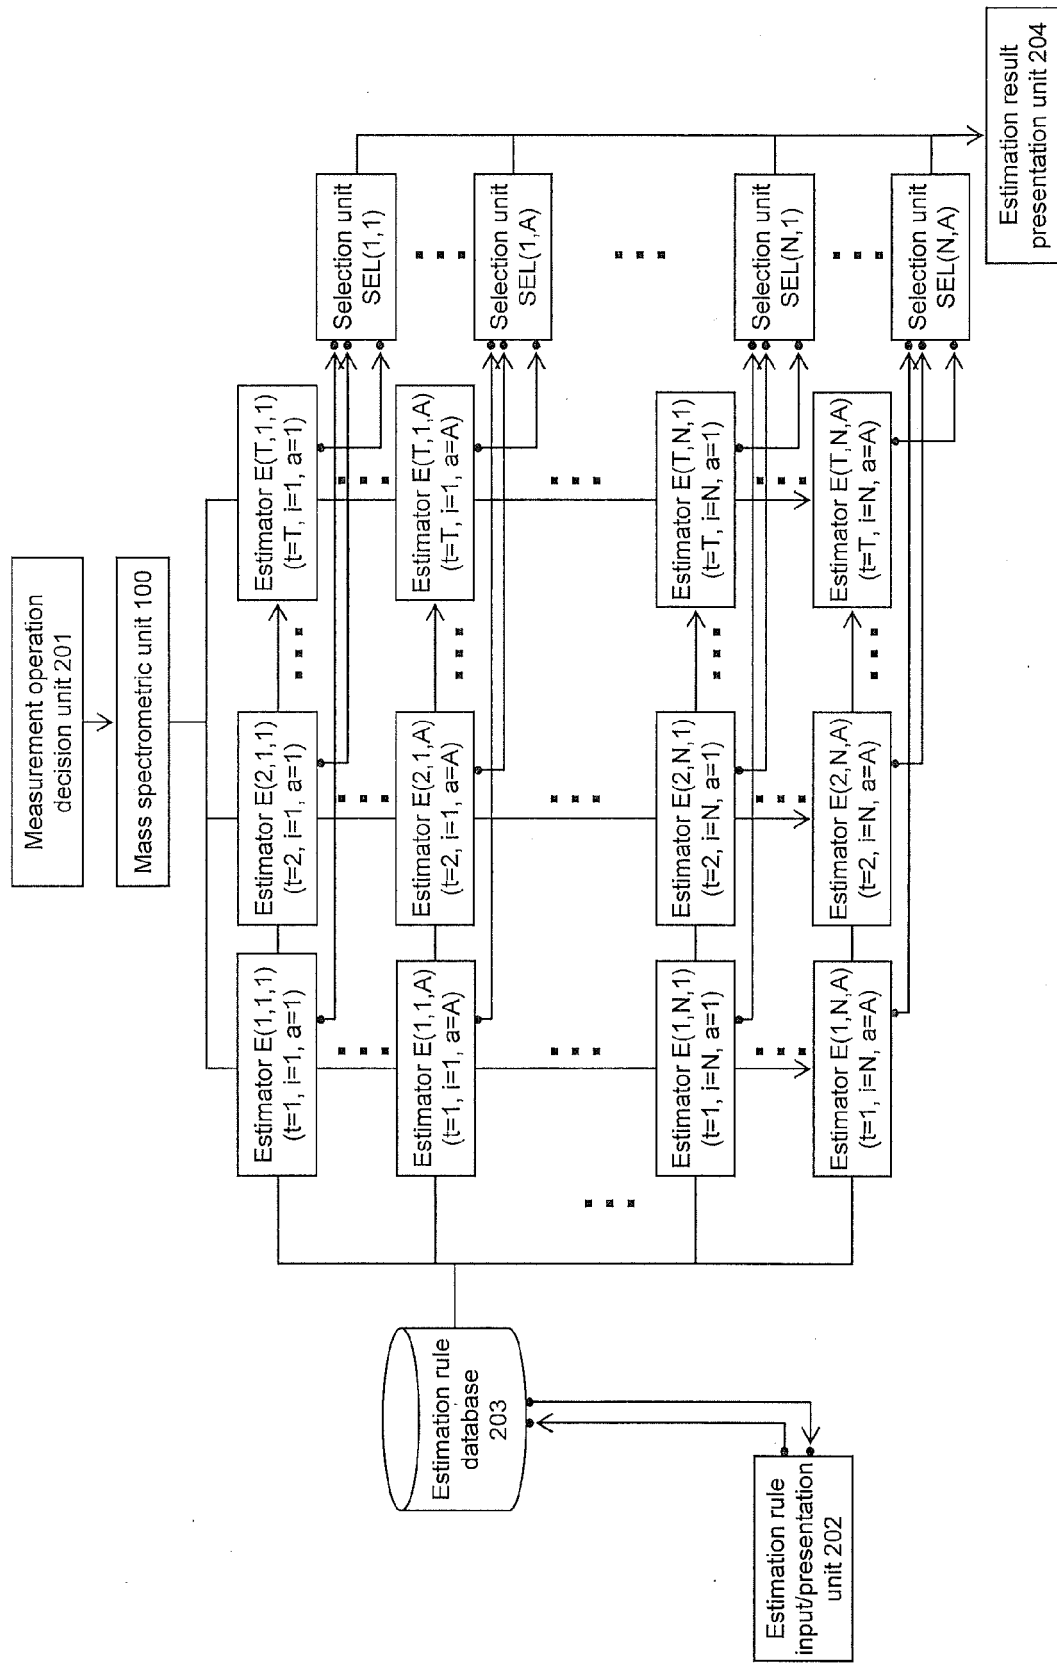 Measurement operation
decision unit 201
Mass spectrometric unit 100
Estimation rule
database
203
Estimation rule
input/presentation
unit 202
Estimator E(1,1,1)
(t=1, i=1, a=1)
Estimator E(2,1,1)
(t=2, i=1, a=1)
Estimator E(T,1,1)
(t=T, i=1, a=1)
Selection unit
SEL(1,1)
Estimator E(1,1,A)
(t=1, i=1, a=A)
Estimator E(2,1,A)
(t=2, i=1, a=A)
Estimator E(T,1,A)
(t=T, i=1, a=A)
Selection unit
SEL(1,A)
Estimator E(1,N,1)
(t=1, i=N, a=1)
Estimator E(2,N,1)
(t=2, i=N, a=1)
Estimator E(T,N,1)
(t=T, i=N, a=1)
Selection unit
SEL(N,1)
Estimator E(1,N,A)
(t=1, i=N, a=A)
Estimator E(2,N,A)
(t=2, i=N, a=A)
Estimator E(T,N,A)
(t=T, i=N, a=A)
Selection unit
SEL(N,A)
Estimation result
presentation unit 204